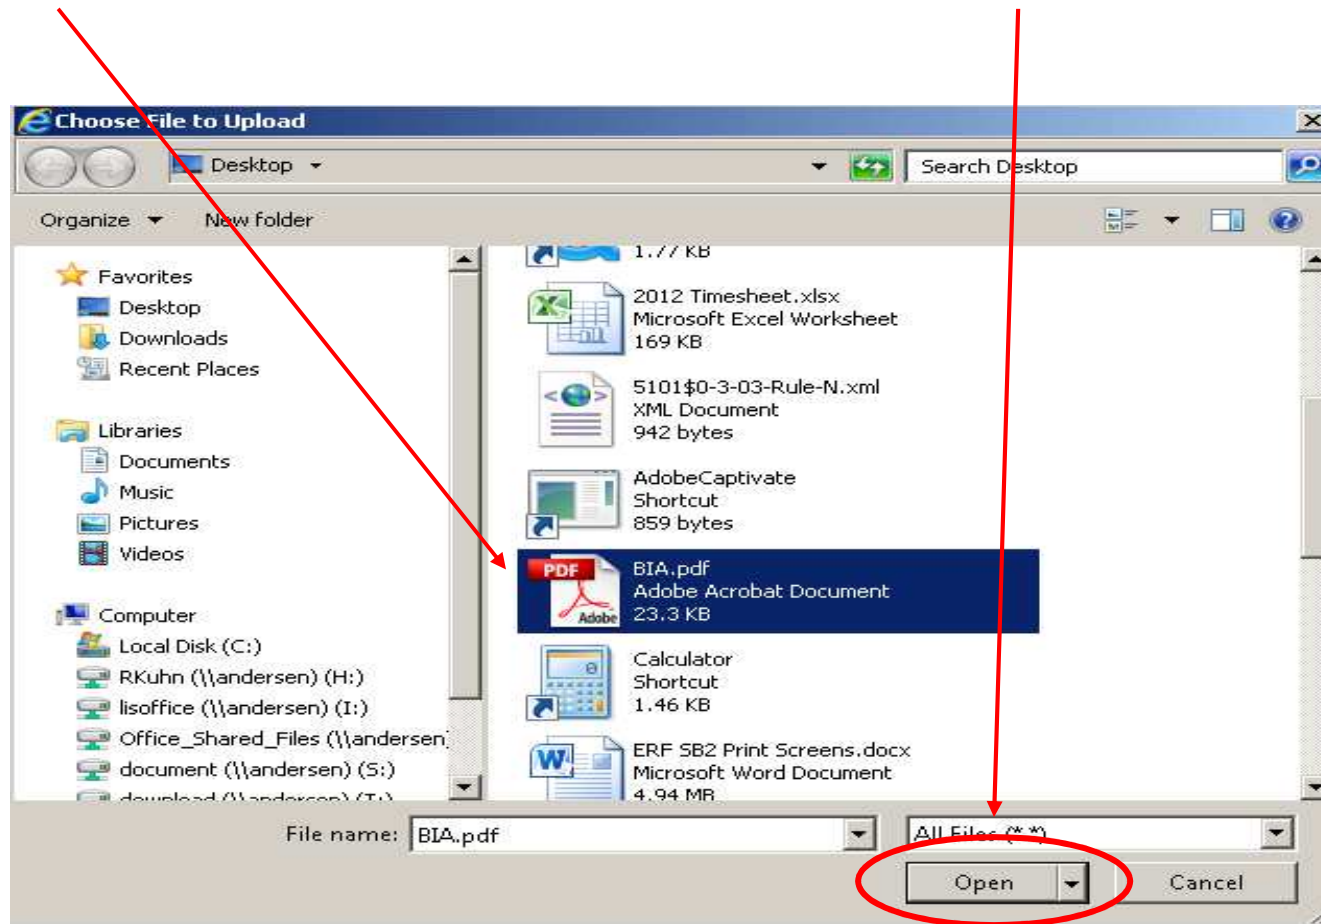 Choose File to Upload
Desktop
Search Desktop
Organize
New folder
Favorites
Desktop
Downloads
Recent Places
Libraries
Documents
Music
Pictures
Videos
Computer
Local Disk (C:)
RKuhn (\\andersen) (H:)
lisoffice (\\andersen) (I:)
Office_Shared_Files (\\andersen)
document (\\andersen) (S:)
download (\\andersen) (T:)
1.77 KB
2012 Timesheet.xlsx
Microsoft Excel Worksheet
169 KB
5101$0-3-03-Rule-N.xml
XML Document
942 bytes
AdobeCaptivate
Shortcut
859 bytes
PDF
Adobe
BIA.pdf
Adobe Acrobat Document
23.3 KB
Calculator
Shortcut
1.46 KB
ERF SB2 Print Screens.docx
Microsoft Word Document
4.94 MB
File name:
BIA.pdf
All Files (*.*)
Open
Cancel